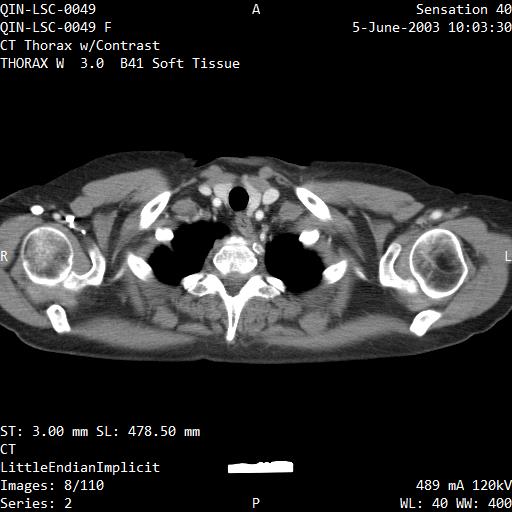 QIN-LSC-0049 A Sensation 40
QIN-LSC-0049 F 5-June-2003 10:03:30
CT Thorax w/Contrast
THORAX W 3.0 B41 Soft Tissue
R L
ST: 3.00 mm SL: 478.50 mm
CT
LittleEndianImplicit
Images: 8/110 489 mA 120kV
Series: 2 P WL: 40 WW: 400